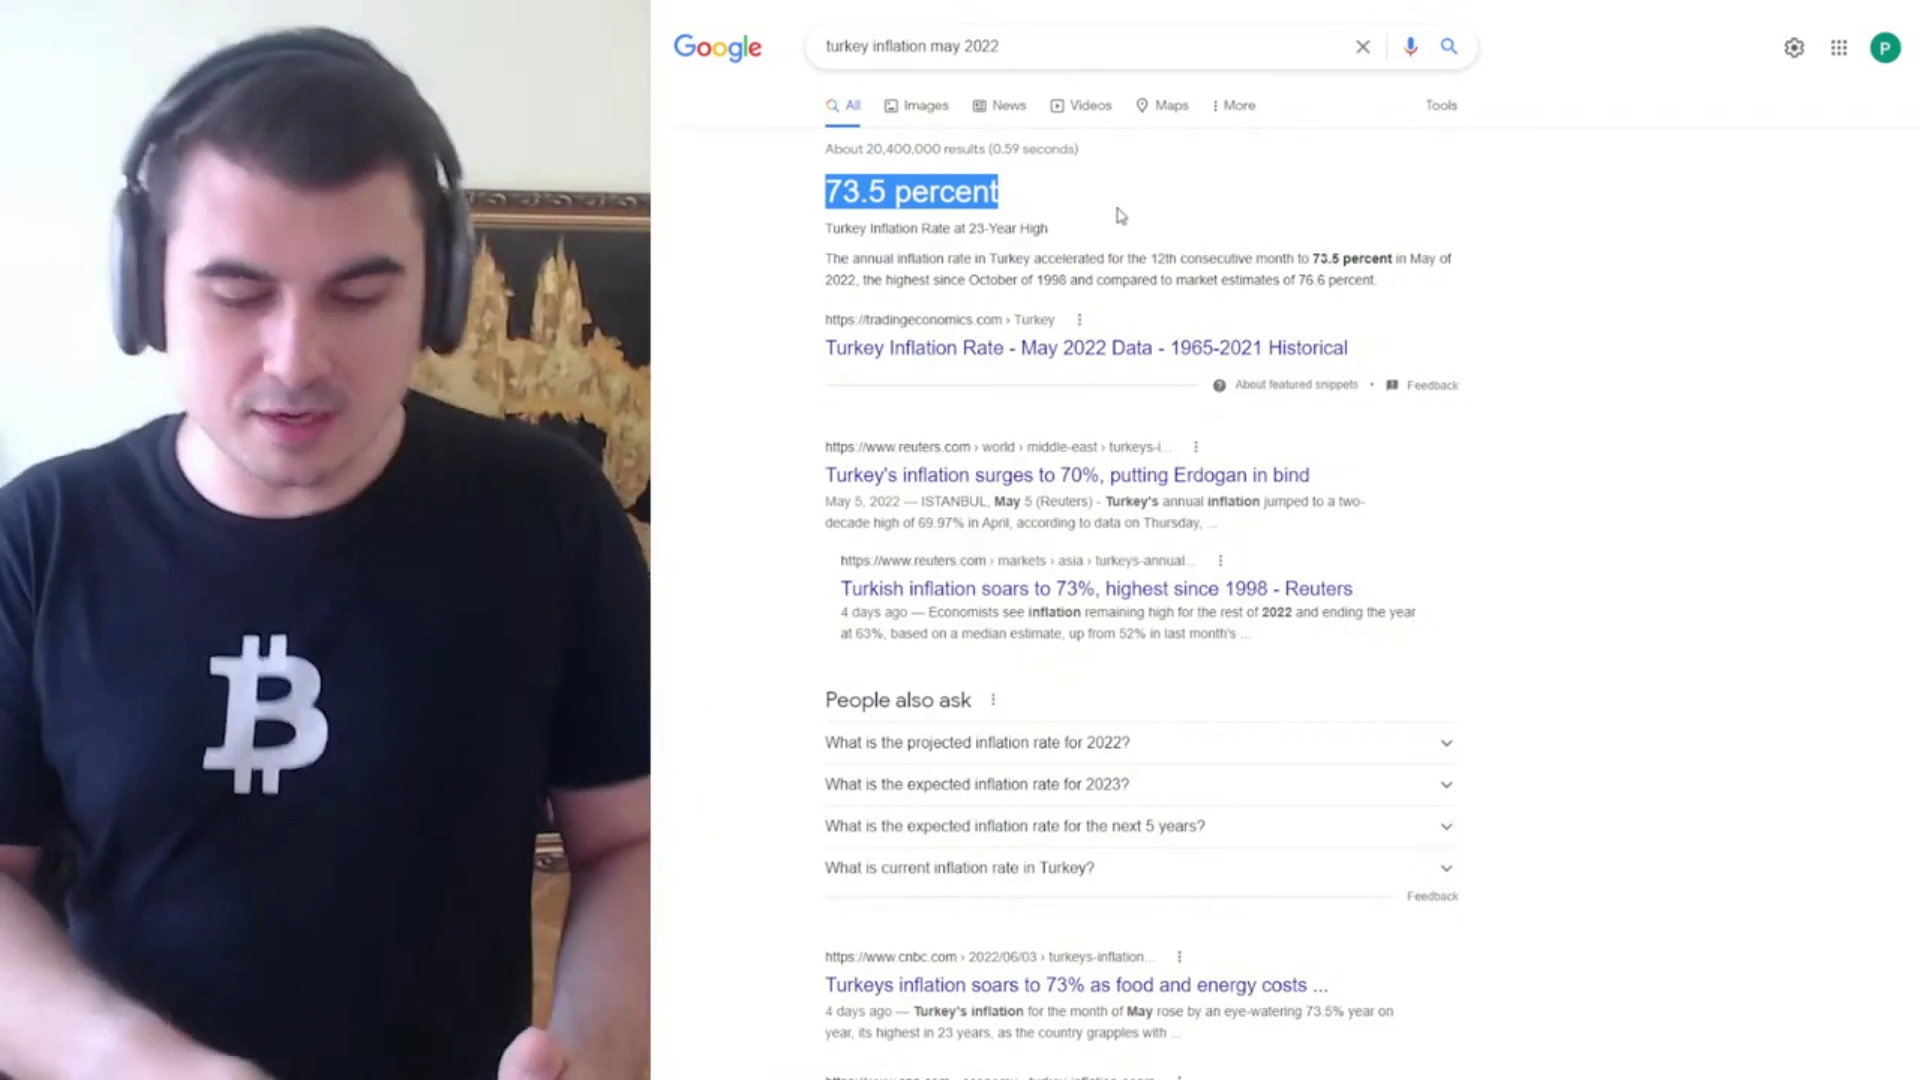 Google
turkey inflation may 2022
P
All Images News Videos Maps More Tools
About 20,400,000 results (0.59 seconds)
73.5 percent
Turkey Inflation Rate at 23-Year High
The annual inflation rate in Turkey accelerated for the 12th consecutive month to 73.5 percent in May of
2022, the highest since October of 1998 and compared to market estimates of 76.6 percent.
https://tradingeconomics.com › Turkey
Turkey Inflation Rate - May 2022 Data - 1965-2021 Historical
About featured snippets • Feedback
https://www.reuters.com › world › middle-east › turkeys-i...
Turkey's inflation surges to 70%, putting Erdogan in bind
May 5, 2022 — ISTANBUL, May 5 (Reuters) - Turkey's annual inflation jumped to a two-
decade high of 69.97% in April, according to data on Thursday, ...
https://www.reuters.com › markets › asia › turkeys-annual...
Turkish inflation soars to 73%, highest since 1998 - Reuters
4 days ago — Economists see inflation remaining high for the rest of 2022 and ending the year
at 63%, based on a median estimate, up from 52% in last month's ...
People also ask
What is the projected inflation rate for 2022?
What is the expected inflation rate for 2023?
What is the expected inflation rate for the next 5 years?
What is current inflation rate in Turkey?
Feedback
https://www.cnbc.com › 2022/06/03 › turkeys-inflation...
Turkeys inflation soars to 73% as food and energy costs ...
4 days ago — Turkey's inflation for the month of May rose by an eye-watering 73.5% year on
year, its highest in 23 years, as the country grapples with ...